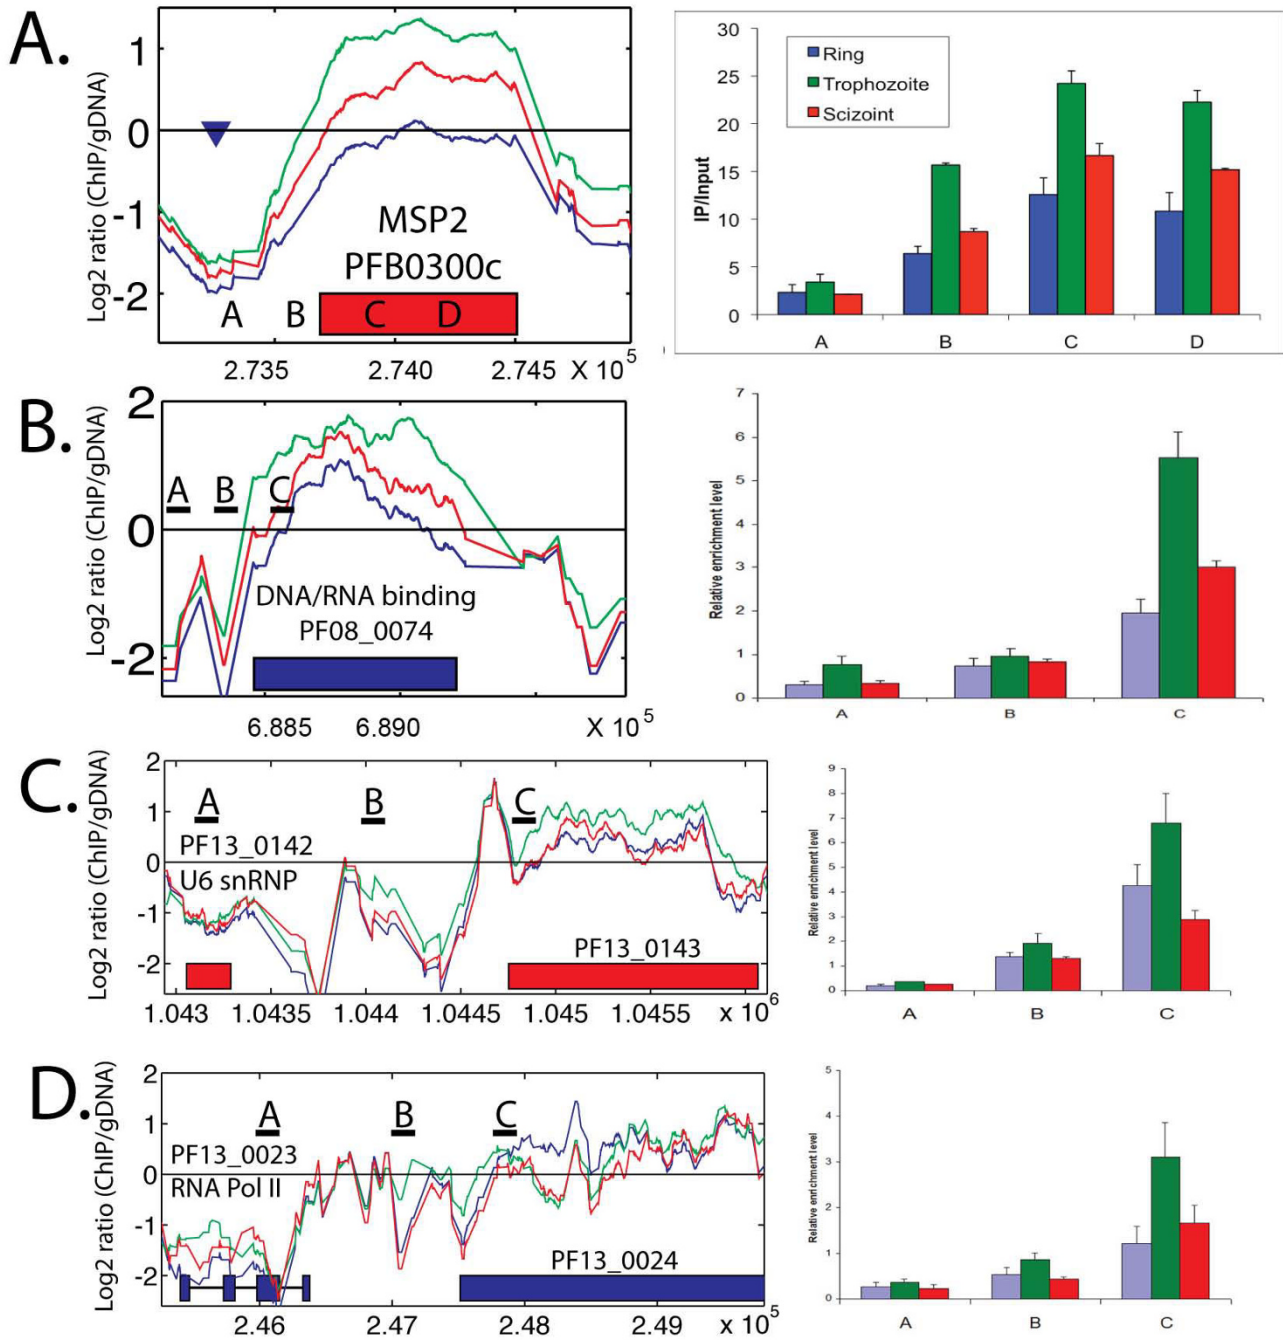 A.
Log2 ratio (ChIP/gDNA)
1
0
-1
-2
MSP2
PFB0300c
A B C D
2.735 2.740 2.745 X 10^5
IP/Input
30
25
20
15
10
5
0
Ring
Trophozoite
Scizoint
A B C D
B.
Log2 ratio (ChIP/gDNA)
2
0
-2
A B C
DNA/RNA binding
PF08_0074
6.885 6.890 X 10^5
Relative enrichment level
7
6
5
4
3
2
1
0
A B C
C.
Log2 ratio (ChIP/gDNA)
2
1
0
-1
-2
A B C
PF13_0142
U6 snRNP
PF13_0143
1.043 1.0435 1.044 1.0445 1.045 1.0455 x 10^6
Relative enrichment level
9
8
7
6
5
4
3
2
1
0
A B C
D.
Log2 ratio (ChIP/gDNA)
2
1
0
-1
-2
A B C
PF13_0023
RNA Pol II
PF13_0024
2.46 2.47 2.48 2.49 x 10^5
Relative enrichment level
5
4
3
2
1
0
A B C